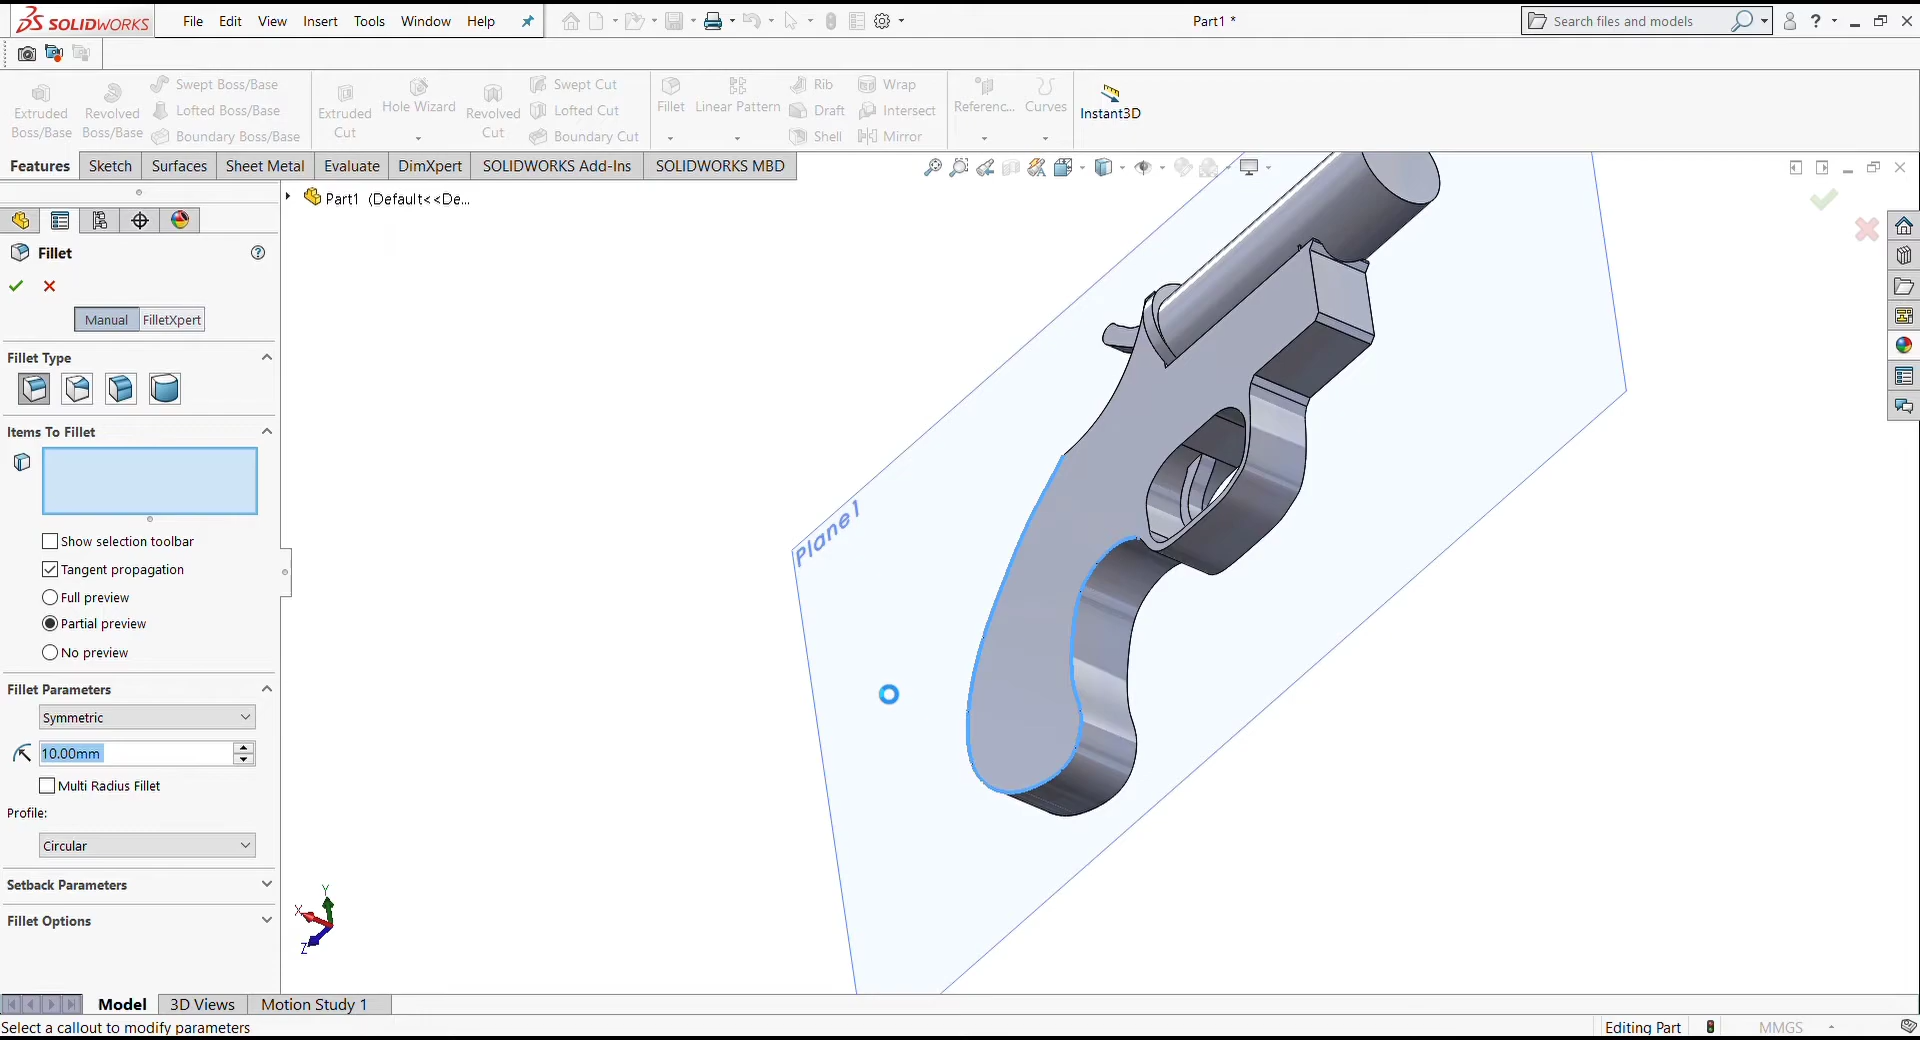 SOLIDWORKS
File Edit View Insert Tools Window Help
Part1 *
Search files and models
?
Extruded Boss/Base
Revolved Boss/Base
Swept Boss/Base
Lofted Boss/Base
Boundary Boss/Base
Extruded Cut
Hole Wizard
Revolved Cut
Swept Cut
Lofted Cut
Boundary Cut
Fillet
Linear Pattern
Rib
Draft
Shell
Wrap
Intersect
Mirror
Referenc...
Curves
Instant3D
Features Sketch Surfaces Sheet Metal Evaluate DimXpert SOLIDWORKS Add-Ins SOLIDWORKS MBD
Part1 (Default<<De...
Fillet
?
Manual FilletXpert
Fillet Type
Items To Fillet
Show selection toolbar
Tangent propagation
Full preview
Partial preview
No preview
Fillet Parameters
Symmetric
10.00mm
Multi Radius Fillet
Profile:
Circular
Setback Parameters
Fillet Options
Plane1
Y
X
Z
Model 3D Views Motion Study 1
Select a callout to modify parameters
Editing Part
MMGS